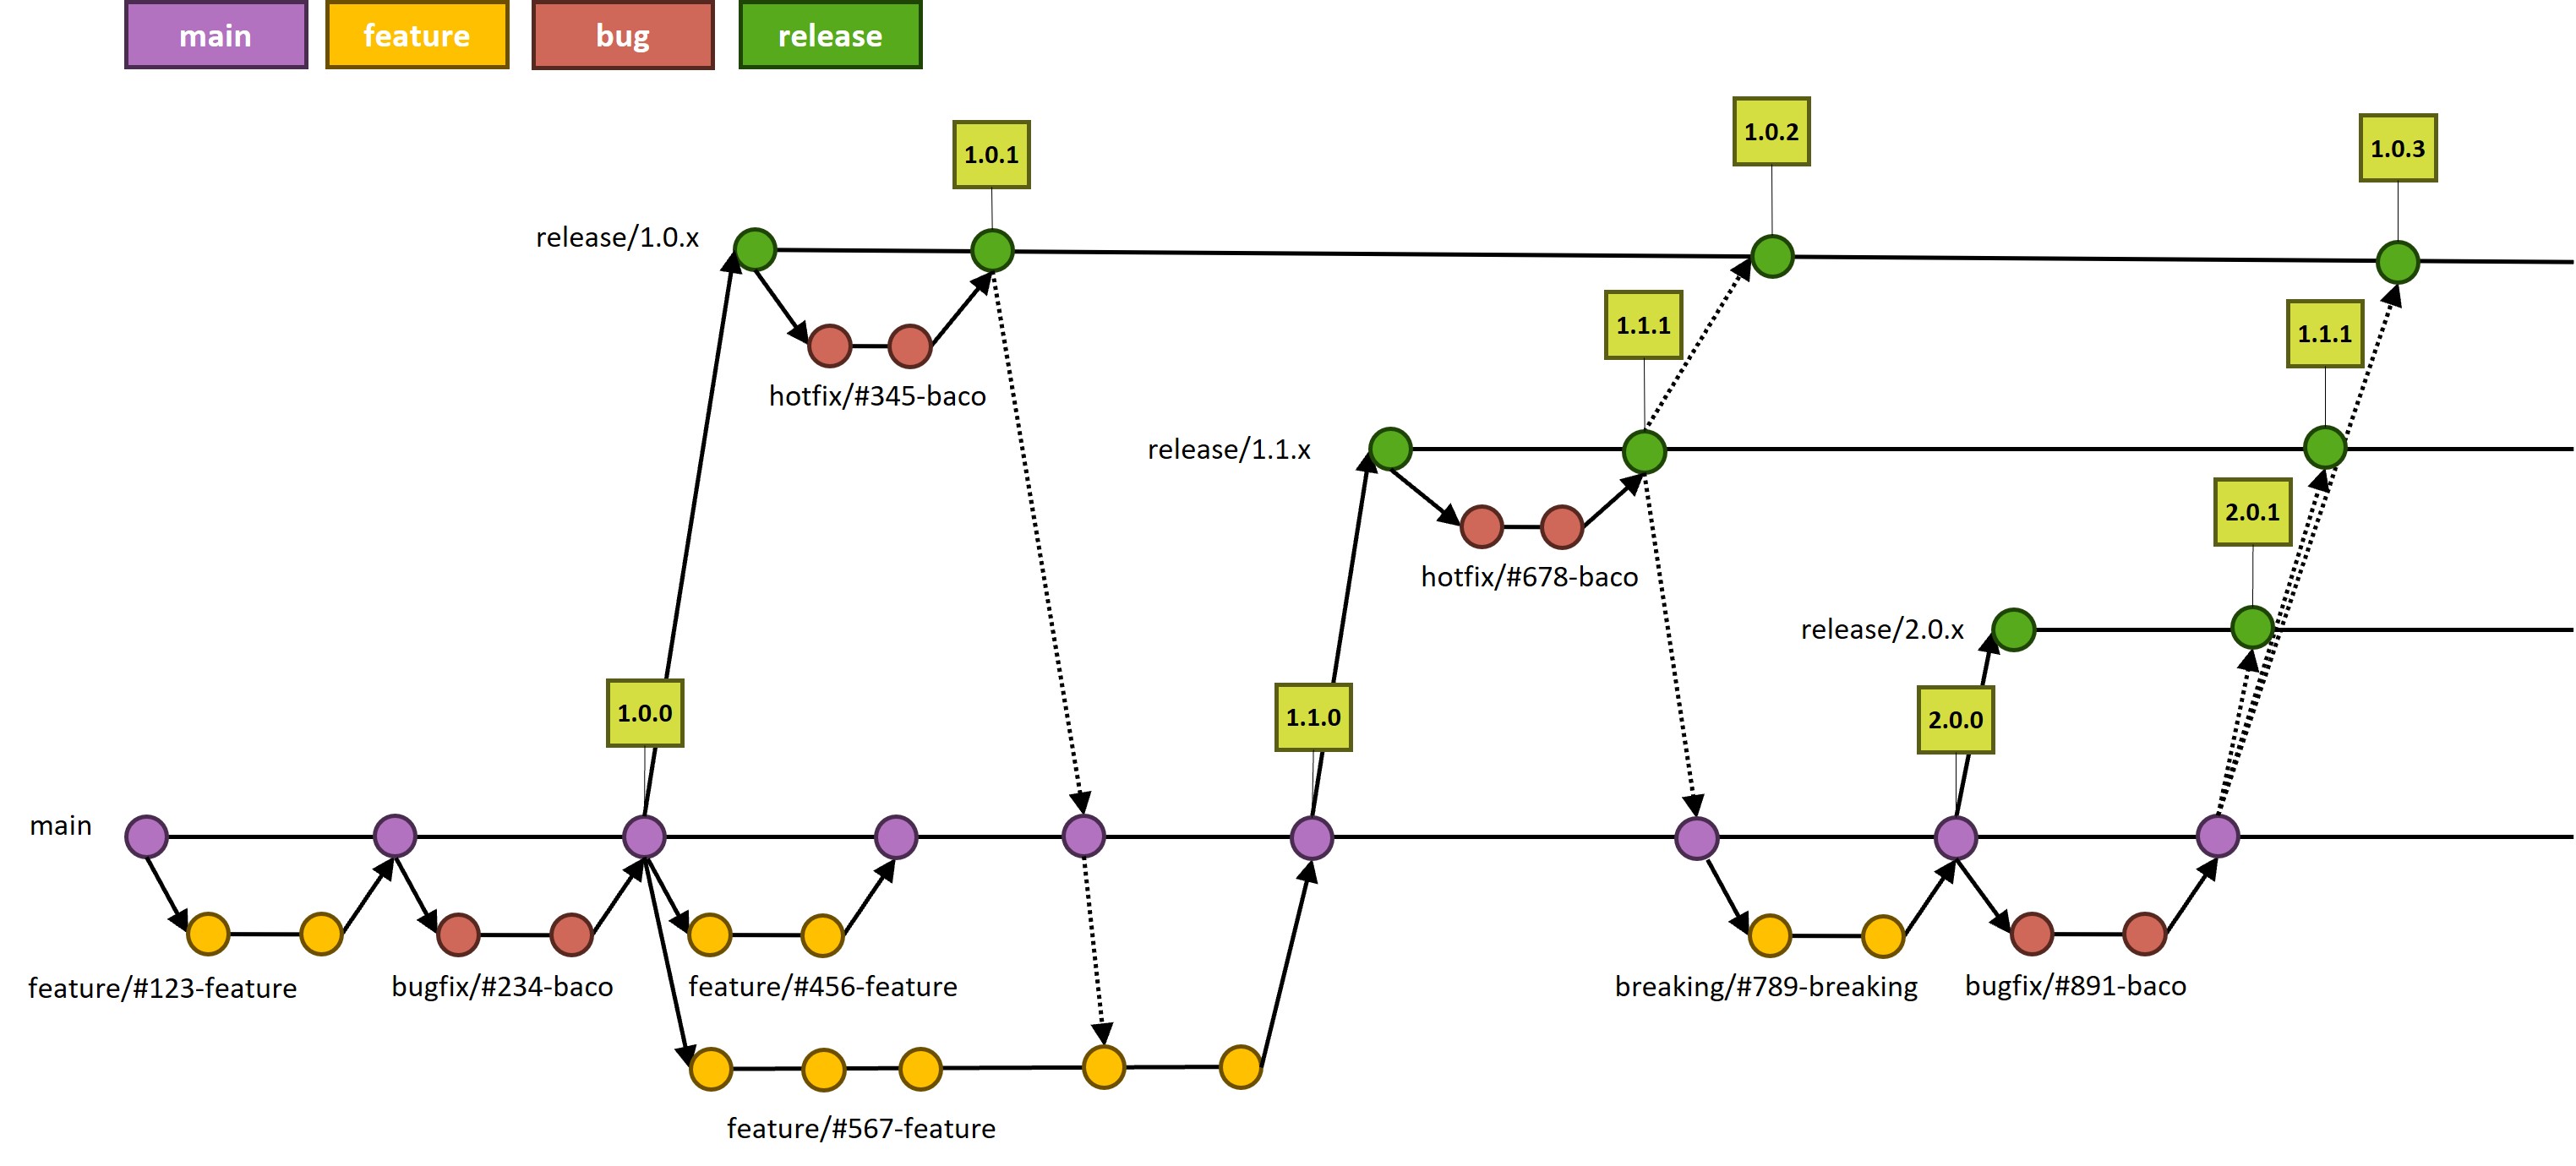 main
feature
bug
release
1.0.1
1.0.2
1.0.3
release/1.0.x
1.1.1
1.1.1
hotfix/#345-baco
release/1.1.x
2.0.1
hotfix/#678-baco
release/2.0.x
1.0.0
1.1.0
2.0.0
main
feature/#123-feature
bugfix/#234-baco
feature/#456-feature
breaking/#789-breaking
bugfix/#891-baco
feature/#567-feature